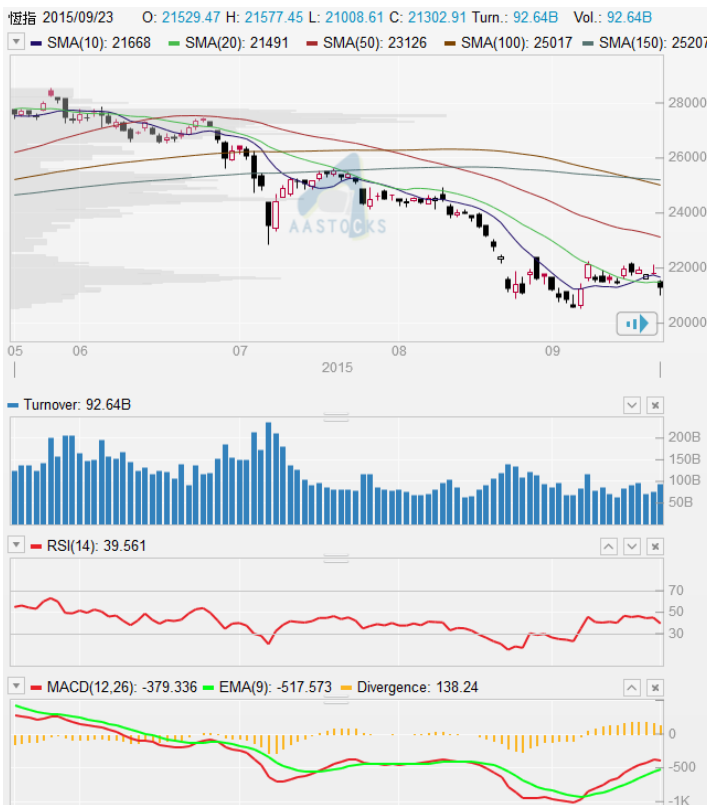 恆指 2015/09/23 O: 21529.47 H: 21577.45 L: 21008.61 C: 21302.91 Turn.: 92.64B Vol.: 92.64B
SMA(10): 21668 SMA(20): 21491 SMA(50): 23126 SMA(100): 25017 SMA(150): 25207
28000
26000
24000
AASTOCKS
22000
20000
05 06 07 08 09
2015
Turnover: 92.64B
200B
150B
100B
50B
RSI(14): 39.561
70
50
30
MACD(12,26): -379.336 EMA(9): -517.573 Divergence: 138.24
0
-500
-1K